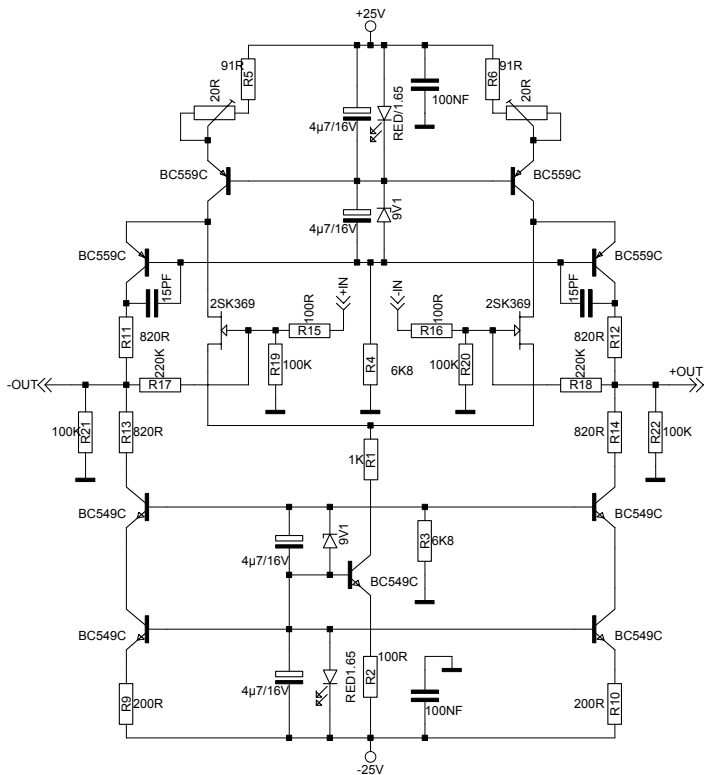 +25V
91R
R5
20R
4µ7/16V
RED/1.65
100NF
91R
R6
20R
BC559C
BC559C
4µ7/16V
9V1
BC559C
BC559C
15PF
+IN
-IN
15PF
2SK369
100R
R15
100R
R16
2SK369
R11
820R
R19
100K
R4
6K8
100K
R20
820R
R12
-OUT
220K
R17
220K
R18
+OUT
100K
R21
R13
820R
1K
R1
820R
R14
R22
100K
BC549C
BC549C
4µ7/16V
9V1
R3
6K8
BC549C
BC549C
BC549C
4µ7/16V
RED1.65
R2
100R
100NF
R9
200R
200R
R10
-25V